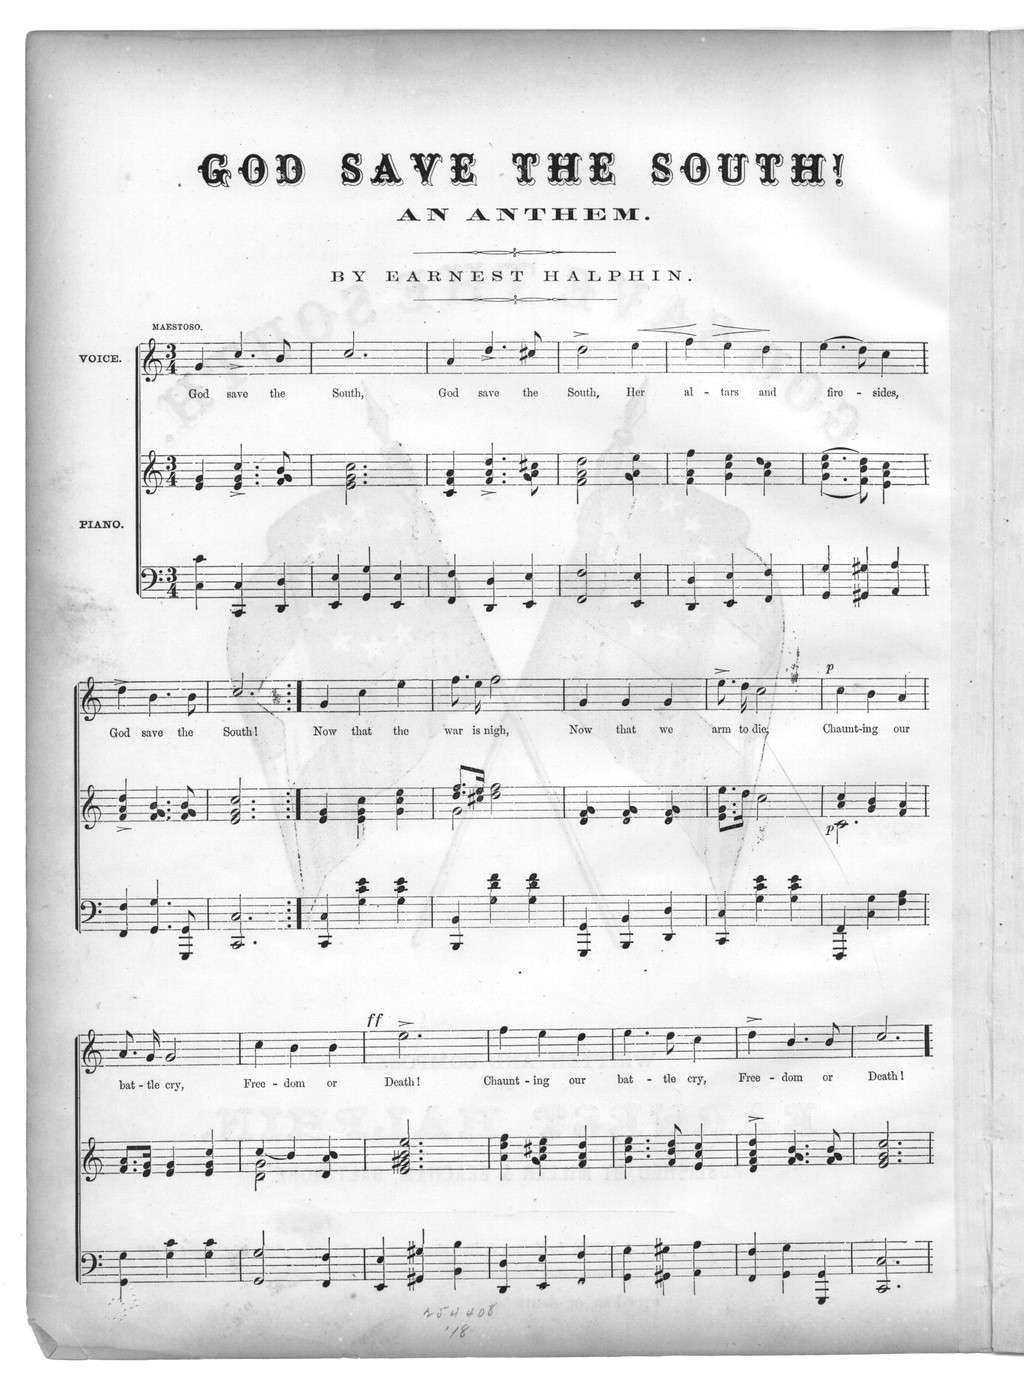 GOD SAVE THE SOUTH!
AN ANTHEM.
BY EARNEST HALPHIN.
MAESTOSO.
VOICE.
God save the South, God save the South, Her al - tars and fire - sides,
PIANO.
p
God save the South! Now that the war is nigh, Now that we arm to die; Chaunt-ing our
p
ff
bat - tle cry, Free - dom or Death! Chaunt - ing our bat - tle cry, Free - dom or Death!
254408
'18